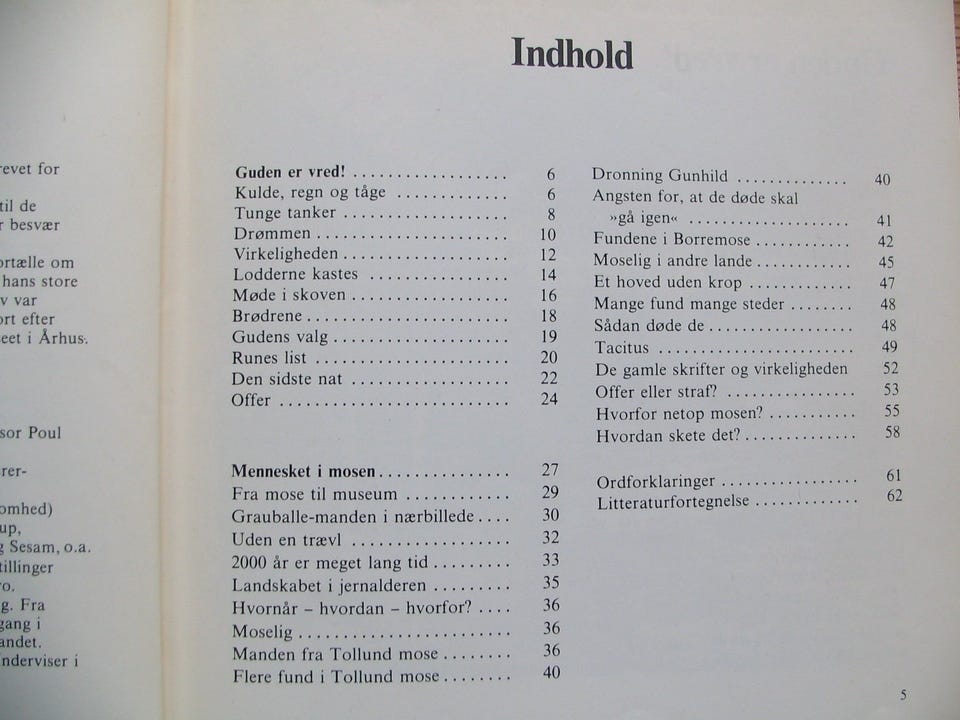 revet for
til de
r besvær
ortælle om
hans store
v var
ort efter
eet i Århus.
sor Poul
rer-
omhed)
up,
g Sesam, o.a.
tillinger
ro.
g. Fra
gang i
andet.
nderviser i
Indhold
Guden er vred! .................. 6
Kulde, regn og tåge ............. 6
Tunge tanker ................... 8
Drømmen ...................... 10
Virkeligheden ................... 12
Lodderne kastes ................ 14
Møde i skoven .................. 16
Brødrene ....................... 18
Gudens valg .................... 19
Runes list ...................... 20
Den sidste nat .................. 22
Offer .......................... 24
Mennesket i mosen ............... 27
Fra mose til museum ............ 29
Grauballe-manden i nærbillede .... 30
Uden en trævl .................. 32
2000 år er meget lang tid ......... 33
Landskabet i jernalderen ......... 35
Hvornår – hvordan – hvorfor? .... 36
Moselig ........................ 36
Manden fra Tollund mose ........ 36
Flere fund i Tollund mose ........ 40
Dronning Gunhild ............. 40
Angsten for, at de døde skal
»gå igen« .................. 41
Fundene i Borremose ........... 42
Moselig i andre lande ........... 45
Et hoved uden krop ............ 47
Mange fund mange steder ....... 48
Sådan døde de ................. 48
Tacitus ....................... 49
De gamle skrifter og virkeligheden 52
Offer eller straf? ............... 53
Hvorfor netop mosen? .......... 55
Hvordan skete det? ............. 58
Ordforklaringer ................ 61
Litteraturfortegnelse ............ 62
5